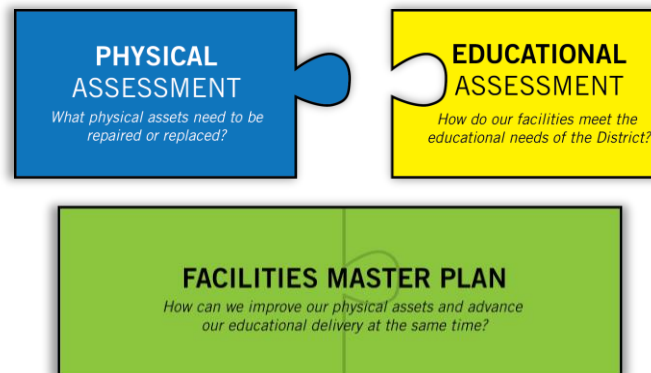 PHYSICAL
ASSESSMENT
What physical assets need to be
repaired or replaced?
EDUCATIONAL
ASSESSMENT
How do our facilities meet the
educational needs of the District?
FACILITIES MASTER PLAN
How can we improve our physical assets and advance
our educational delivery at the same time?